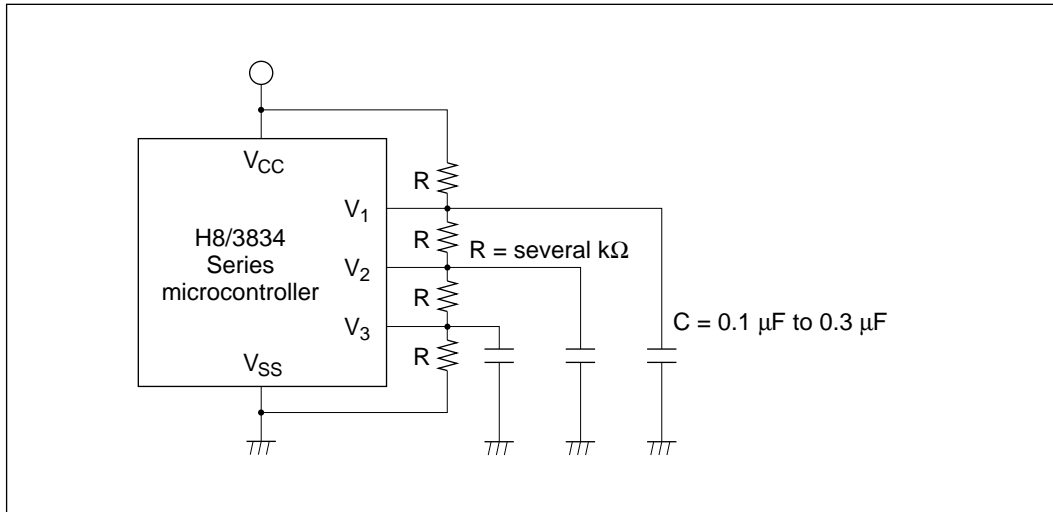 V_CC
R
V_1
H8/3834
Series
microcontroller
R
R = several kΩ
V_2
R
V_3
C = 0.1 μF to 0.3 μF
R
V_SS